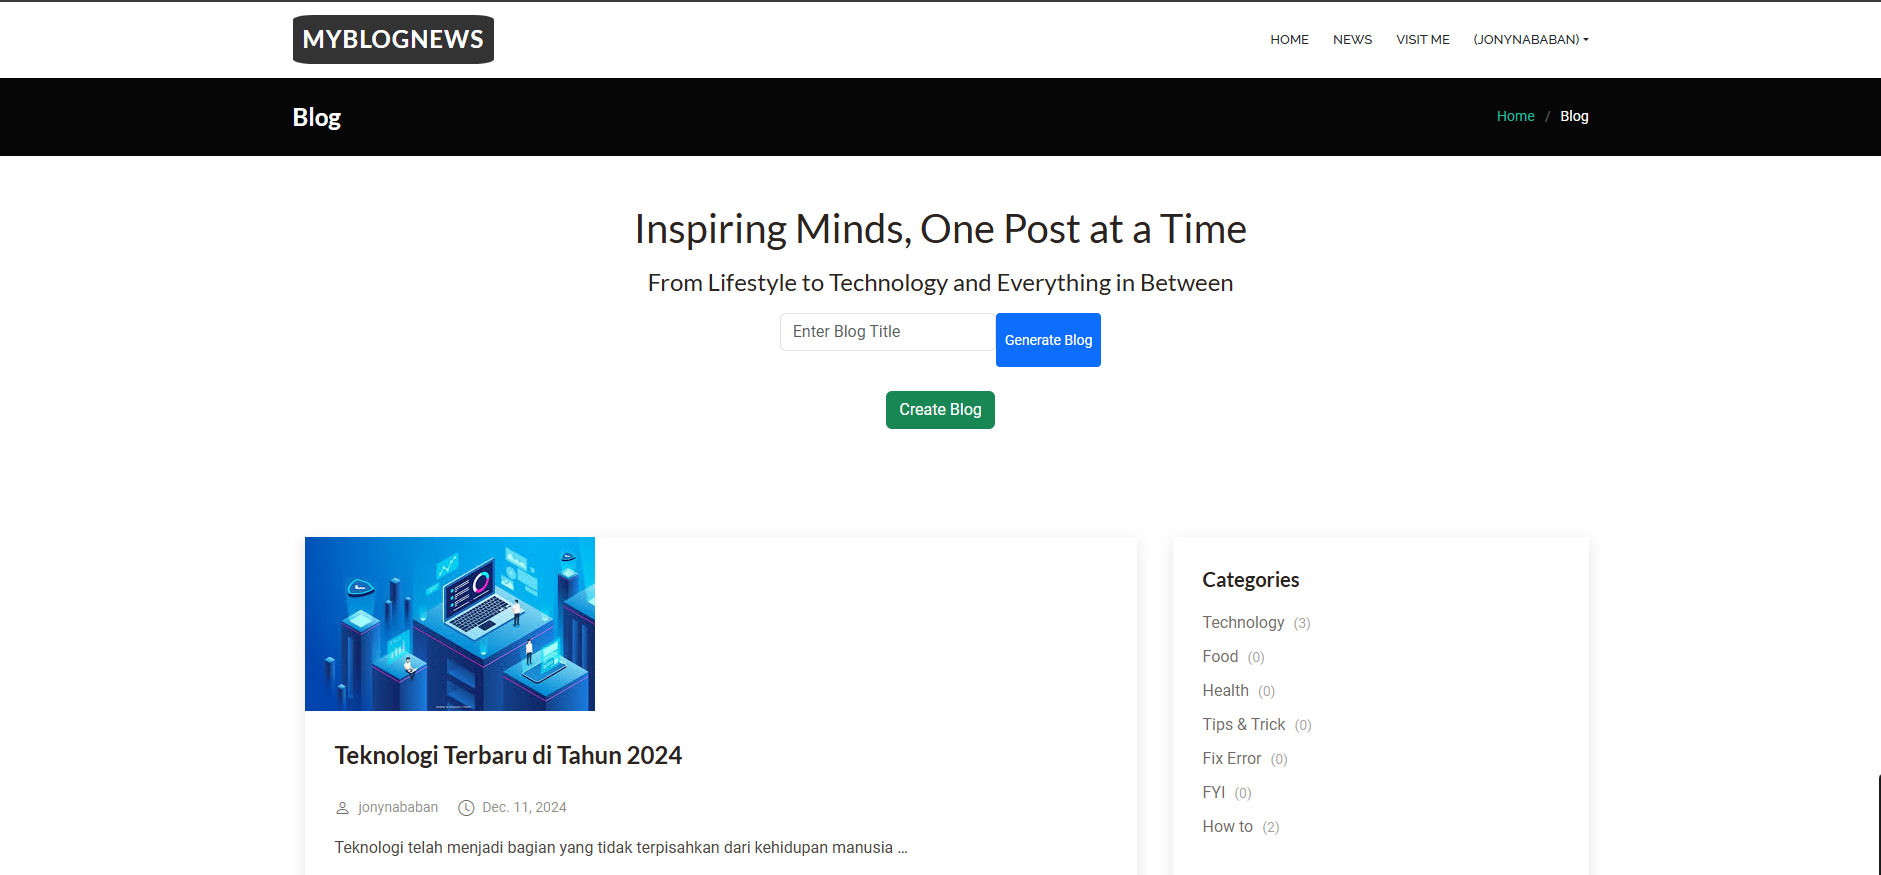 MYBLOGNEWS
HOME NEWS VISIT ME (JONYNABABAN)
Blog
Home / Blog
Inspiring Minds, One Post at a Time
From Lifestyle to Technology and Everything in Between
Enter Blog Title
Generate Blog
Create Blog
Teknologi Terbaru di Tahun 2024
jonynababan Dec. 11, 2024
Teknologi telah menjadi bagian yang tidak terpisahkan dari kehidupan manusia ...
Categories
Technology (3)
Food (0)
Health (0)
Tips & Trick (0)
Fix Error (0)
FYI (0)
How to (2)